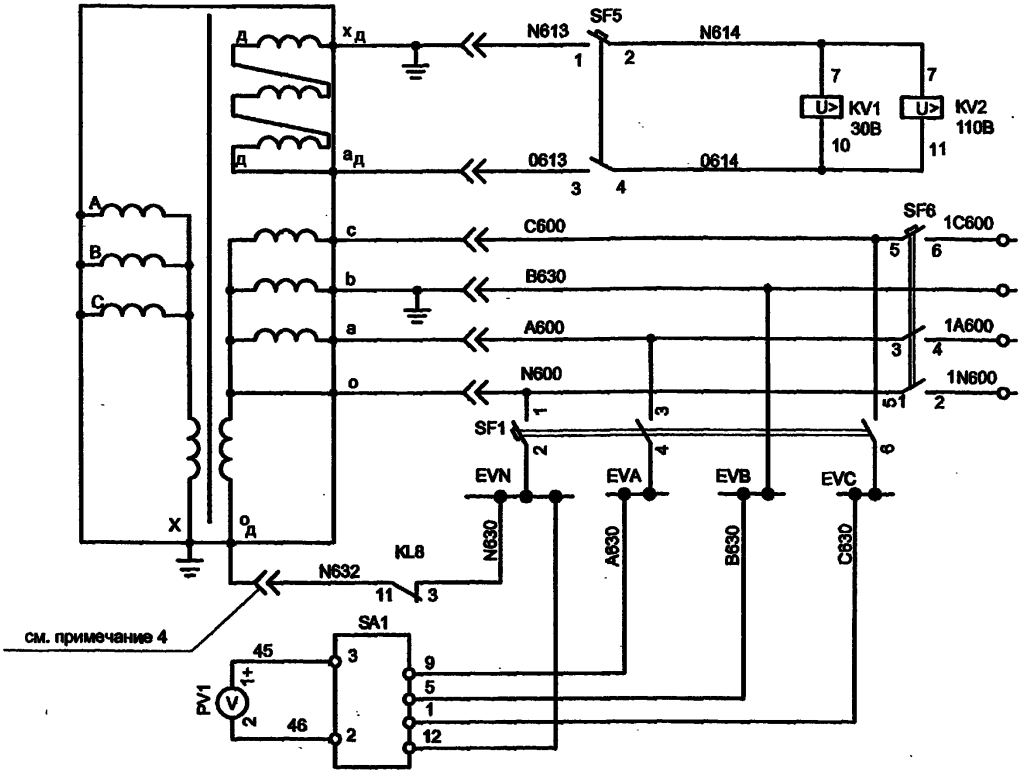 SF5
Д
x Д
N613
N614
1
2
7
7
U>
KV1
30В
U>
KV2
110В
10
11
Д
a Д
0613
0614
3
4
SF6
A
c
C600
1C600
5
6
B
b
B630
C
a
A600
1A600
3
4
o
N600
1N600
5
1
2
1
3
SF1
2
4
6
EVN
EVA
EVB
EVC
X
o Д
N630
A630
B630
C630
KL8
N632
11
3
см. примечание 4
SA1
45
3
9
1+
5
PV1
V
1
2
46
2
12